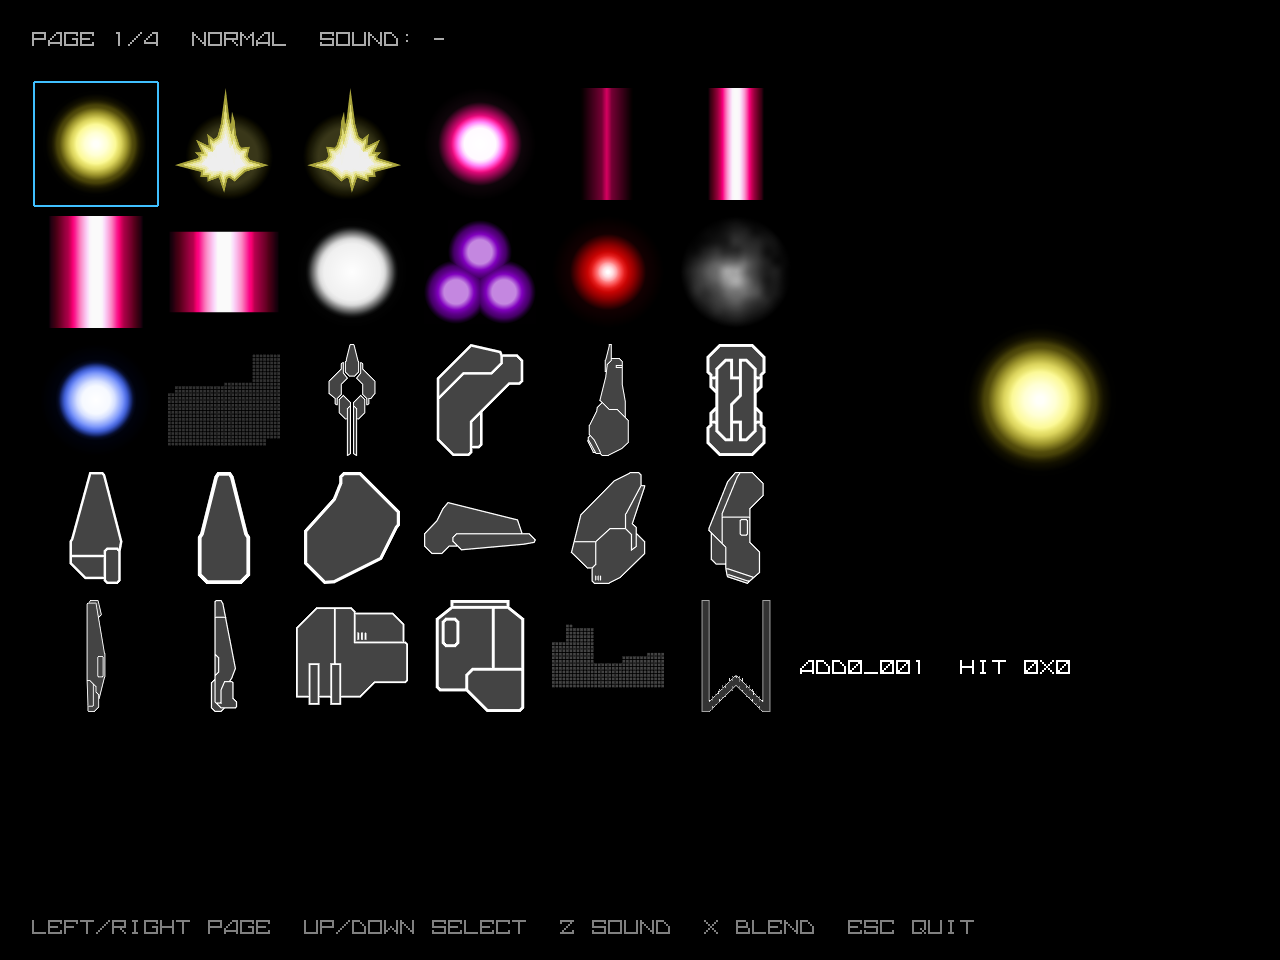 PAGE 1/4 NORMAL SOUND: -
ADD0_001 HIT 0X0
LEFT/RIGHT PAGE UP/DOWN SELECT Z SOUND X BLEND ESC QUIT